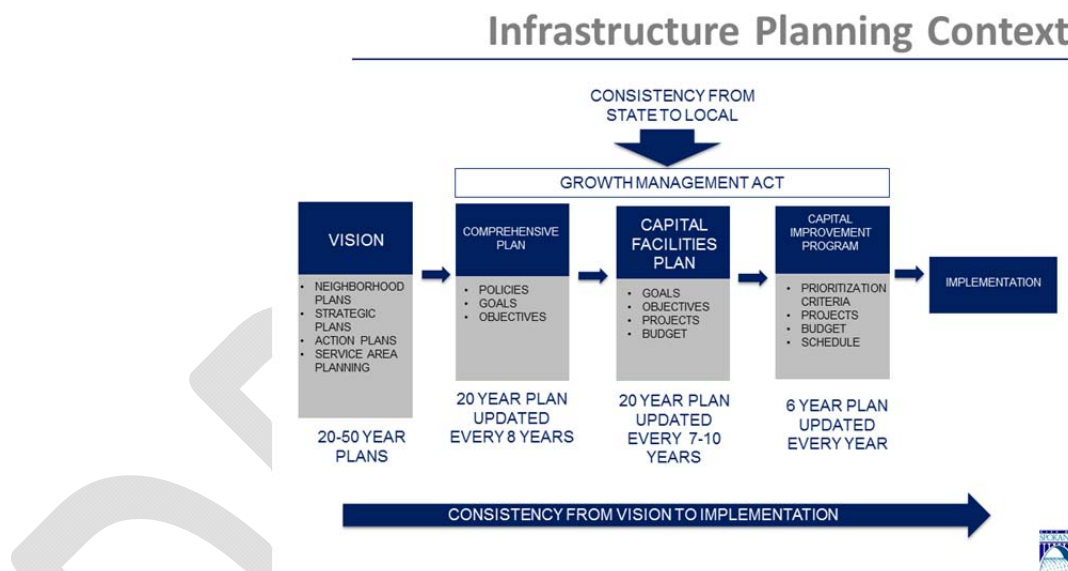 Infrastructure Planning Context
CONSISTENCY FROM
STATE TO LOCAL
GROWTH MANAGEMENT ACT
VISION
• NEIGHBORHOOD
PLANS
• STRATEGIC
PLANS
• ACTION PLANS
• SERVICE AREA
PLANNING
20-50 YEAR
PLANS
COMPREHENSIVE
PLAN
• POLICIES
• GOALS
• OBJECTIVES
20 YEAR PLAN
UPDATED
EVERY 8 YEARS
CAPITAL
FACILITIES
PLAN
• GOALS
• OBJECTIVES
• PROJECTS
• BUDGET
20 YEAR PLAN
UPDATED
EVERY 7-10
YEARS
CAPITAL
IMPROVEMENT
PROGRAM
• PRIORITIZATION
CRITERIA
• PROJECTS
• BUDGET
• SCHEDULE
6 YEAR PLAN
UPDATED
EVERY YEAR
IMPLEMENTATION
CONSISTENCY FROM VISION TO IMPLEMENTATION